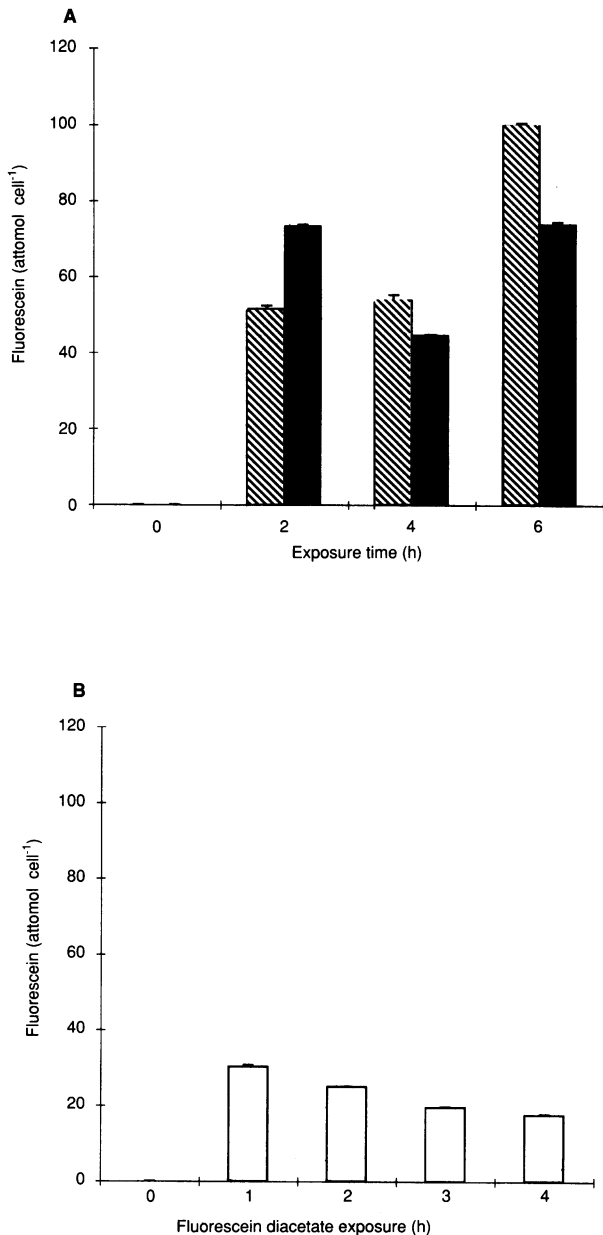 A
120
100
80
60
40
20
0
Fluorescein (attomol cell⁻¹)
0 2 4 6
Exposure time (h)
B
120
100
80
60
40
20
0
Fluorescein (attomol cell⁻¹)
0 1 2 3 4
Fluorescein diacetate exposure (h)